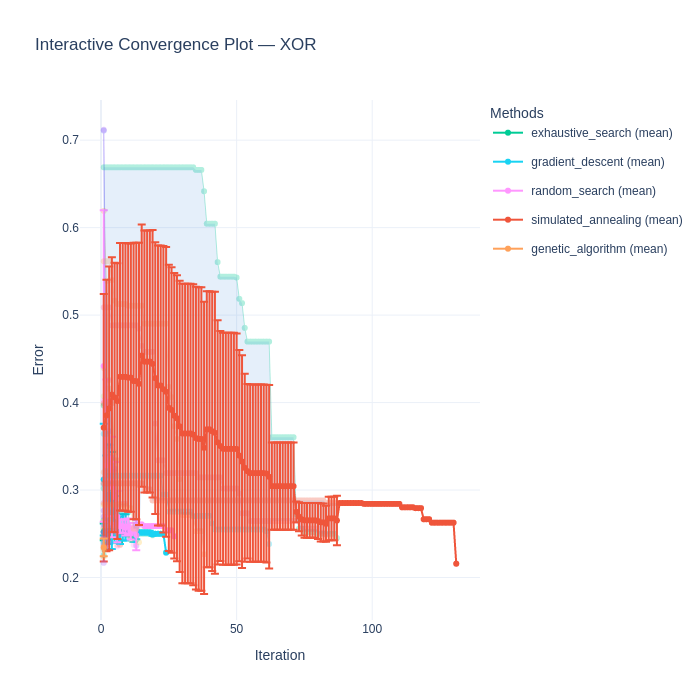 Interactive Convergence Plot — XOR
Methods
exhaustive_search (mean)
gradient_descent (mean)
random_search (mean)
simulated_annealing (mean)
genetic_algorithm (mean)
0.7
0.6
0.5
0.4
0.3
0.2
Error
0
50
100
Iteration